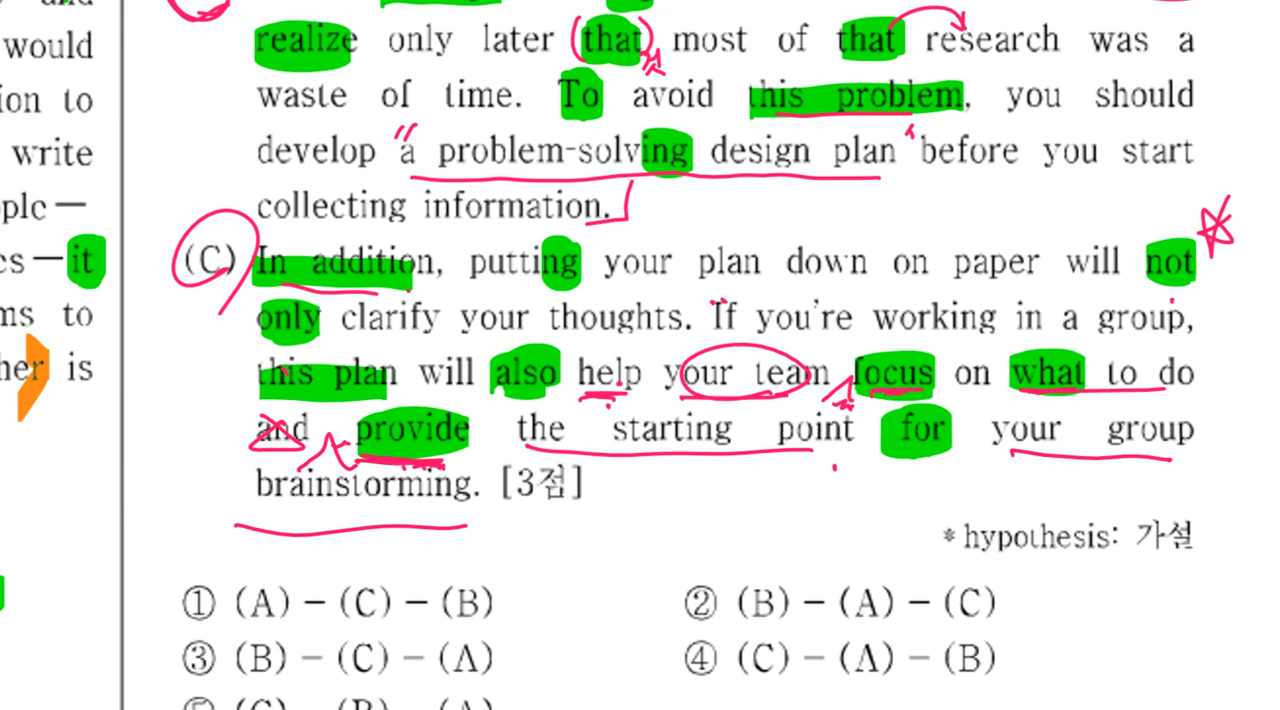 would
ion to
write
it
ms to
her is
realize only later (that) most of that research was a
waste of time. To avoid this problem, you should
develop "a problem-solving design plan' before you start
collecting information.
(C) In addition, putting your plan down on paper will not
only clarify your thoughts. If you're working in a group,
this plan will also help your team focus on what to do
and provide the starting point for your group
brainstorming. [3점]
* hypothesis: 가설
① (A) - (C) - (B)
② (B) - (A) - (C)
③ (B) - (C) - (A)
④ (C) - (A) - (B)